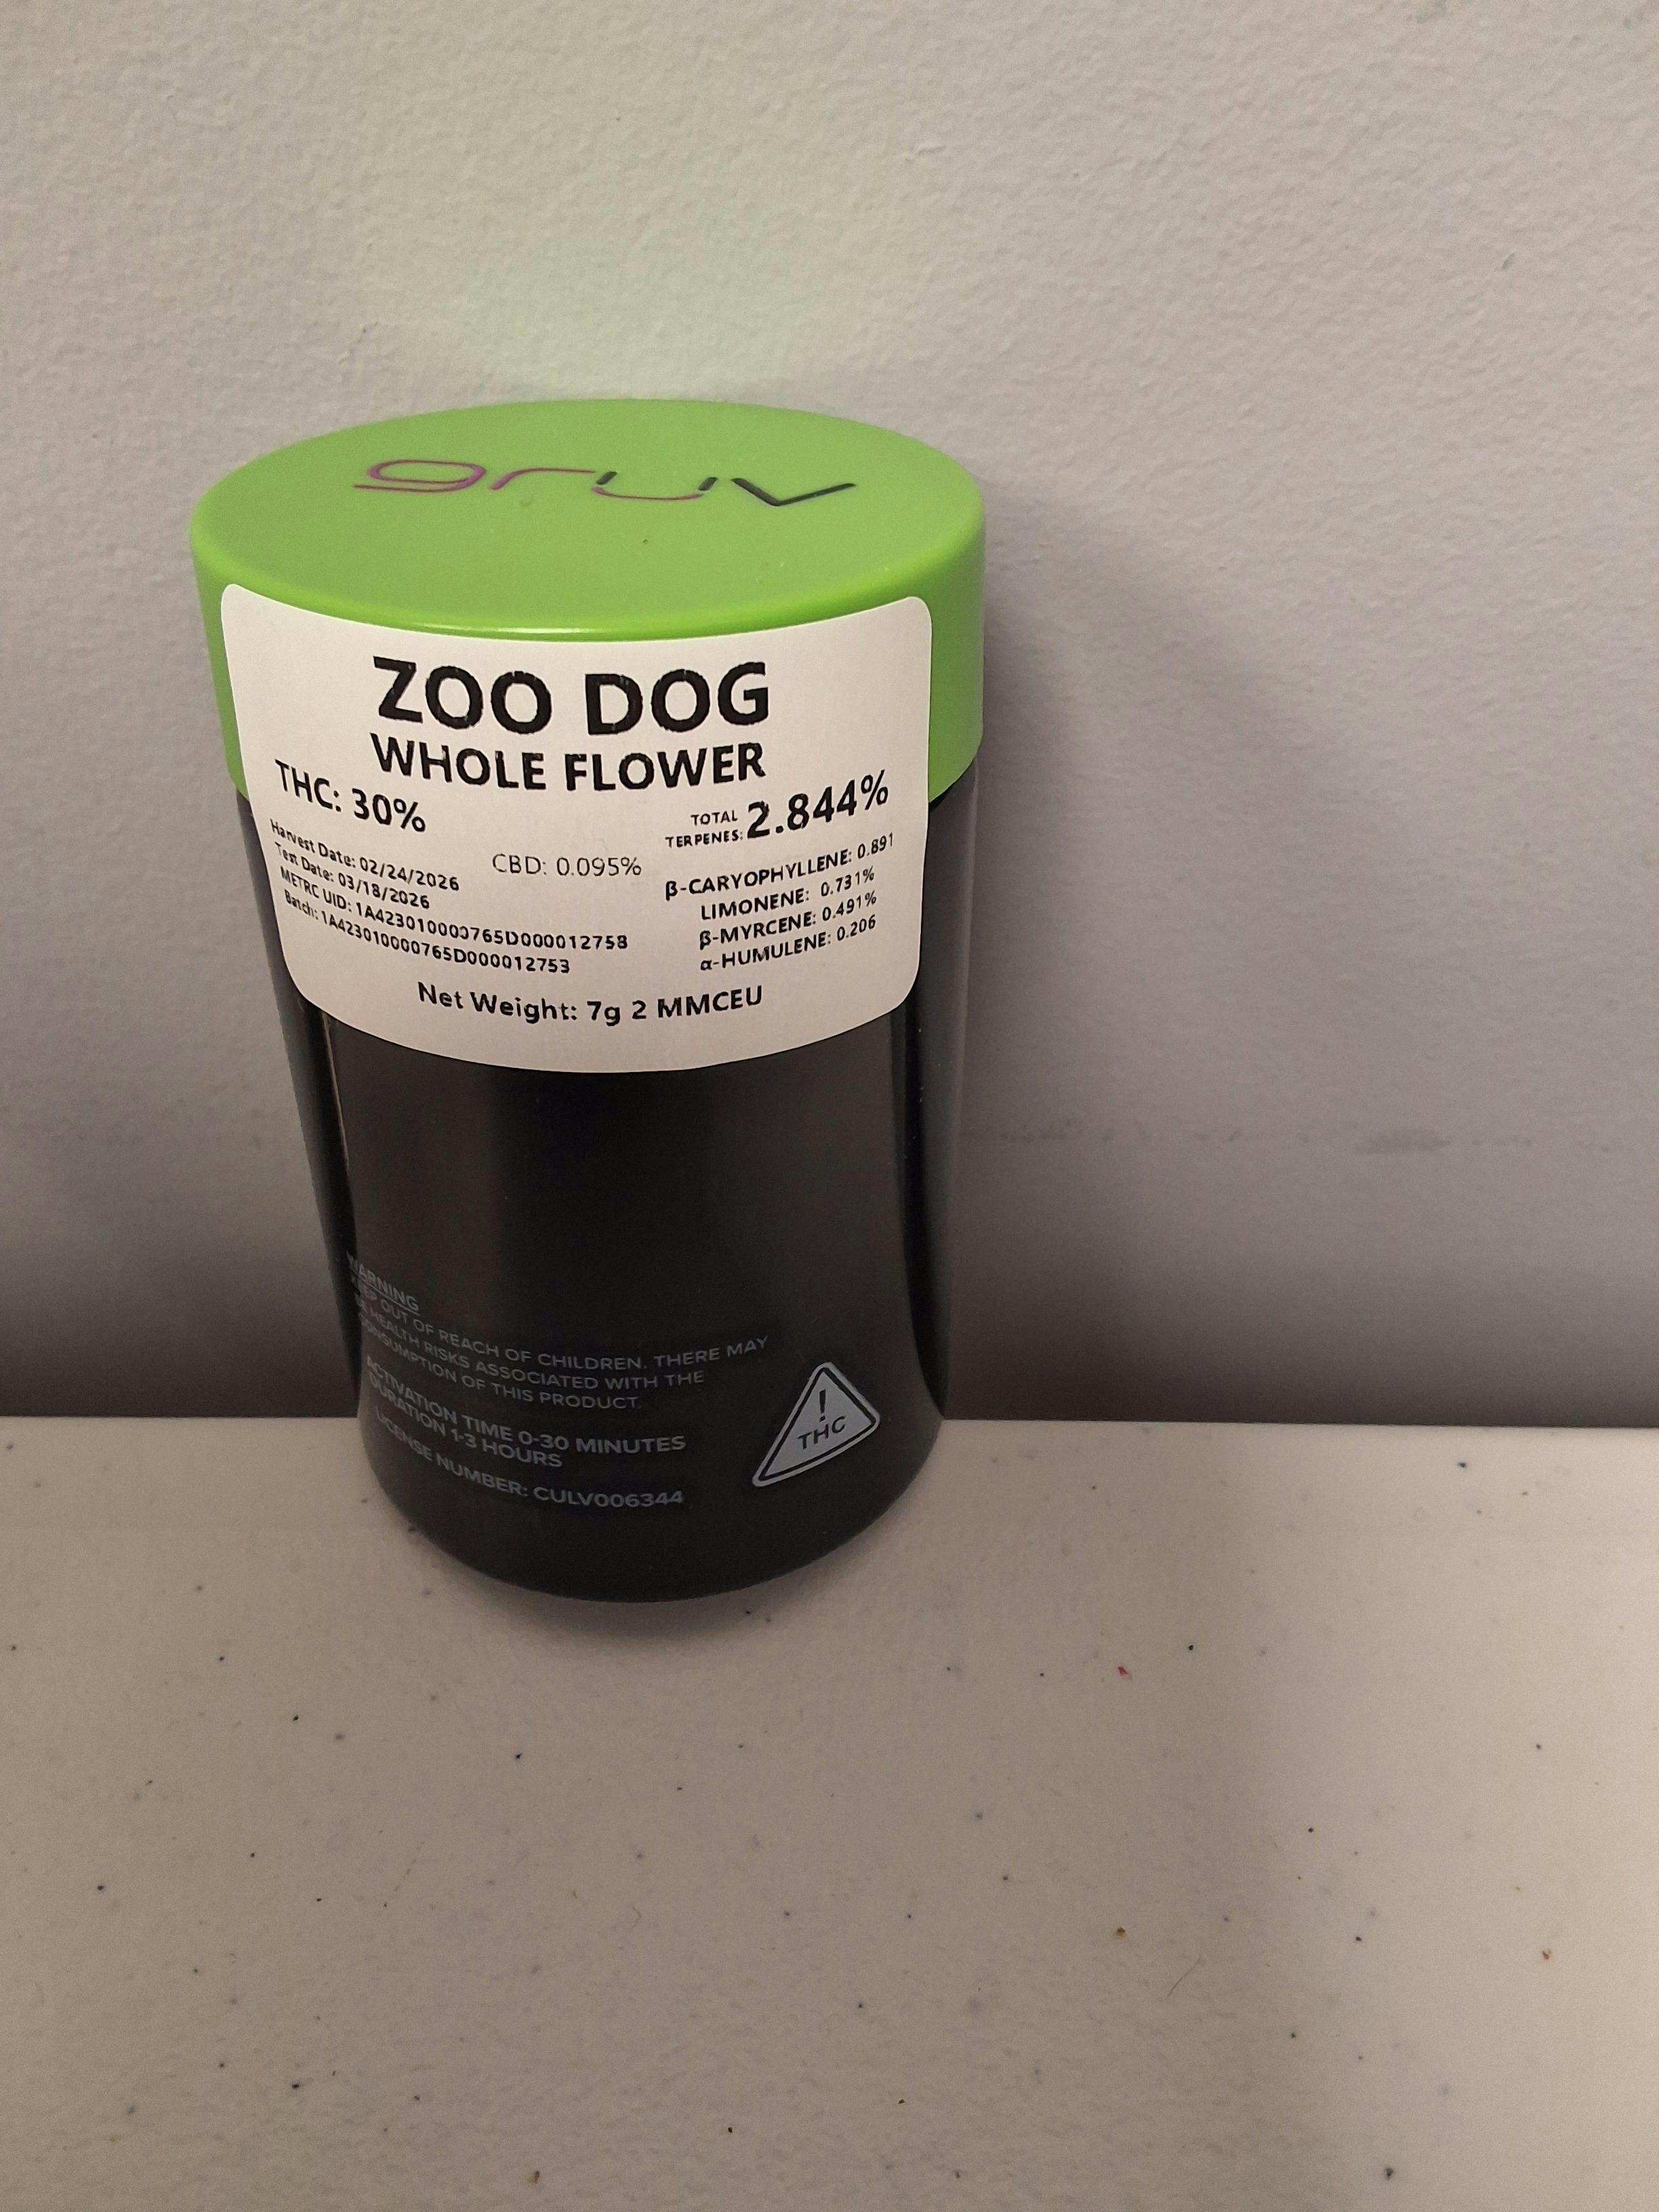 gruv
ZOO DOG
WHOLE FLOWER
THC: 30%
Harvest Date: 02/24/2026
Test Date: 03/18/2026
METRC UID: 1A423010000765D000012758
Batch: 1A423010000765D000012753
CBD: 0.095%
TOTAL
TERPENES: 2.844%
β-CARYOPHYLLENE: 0.891
LIMONENE: 0.731%
β-MYRCENE: 0.491%
α-HUMULENE: 0.206
Net Weight: 7g 2 MMCEU
WARNING
KEEP OUT OF REACH OF CHILDREN. THERE MAY
BE HEALTH RISKS ASSOCIATED WITH THE
CONSUMPTION OF THIS PRODUCT.
ACTIVATION TIME 0-30 MINUTES
DURATION 1-3 HOURS
LICENSE NUMBER: CULV006344
!
THC